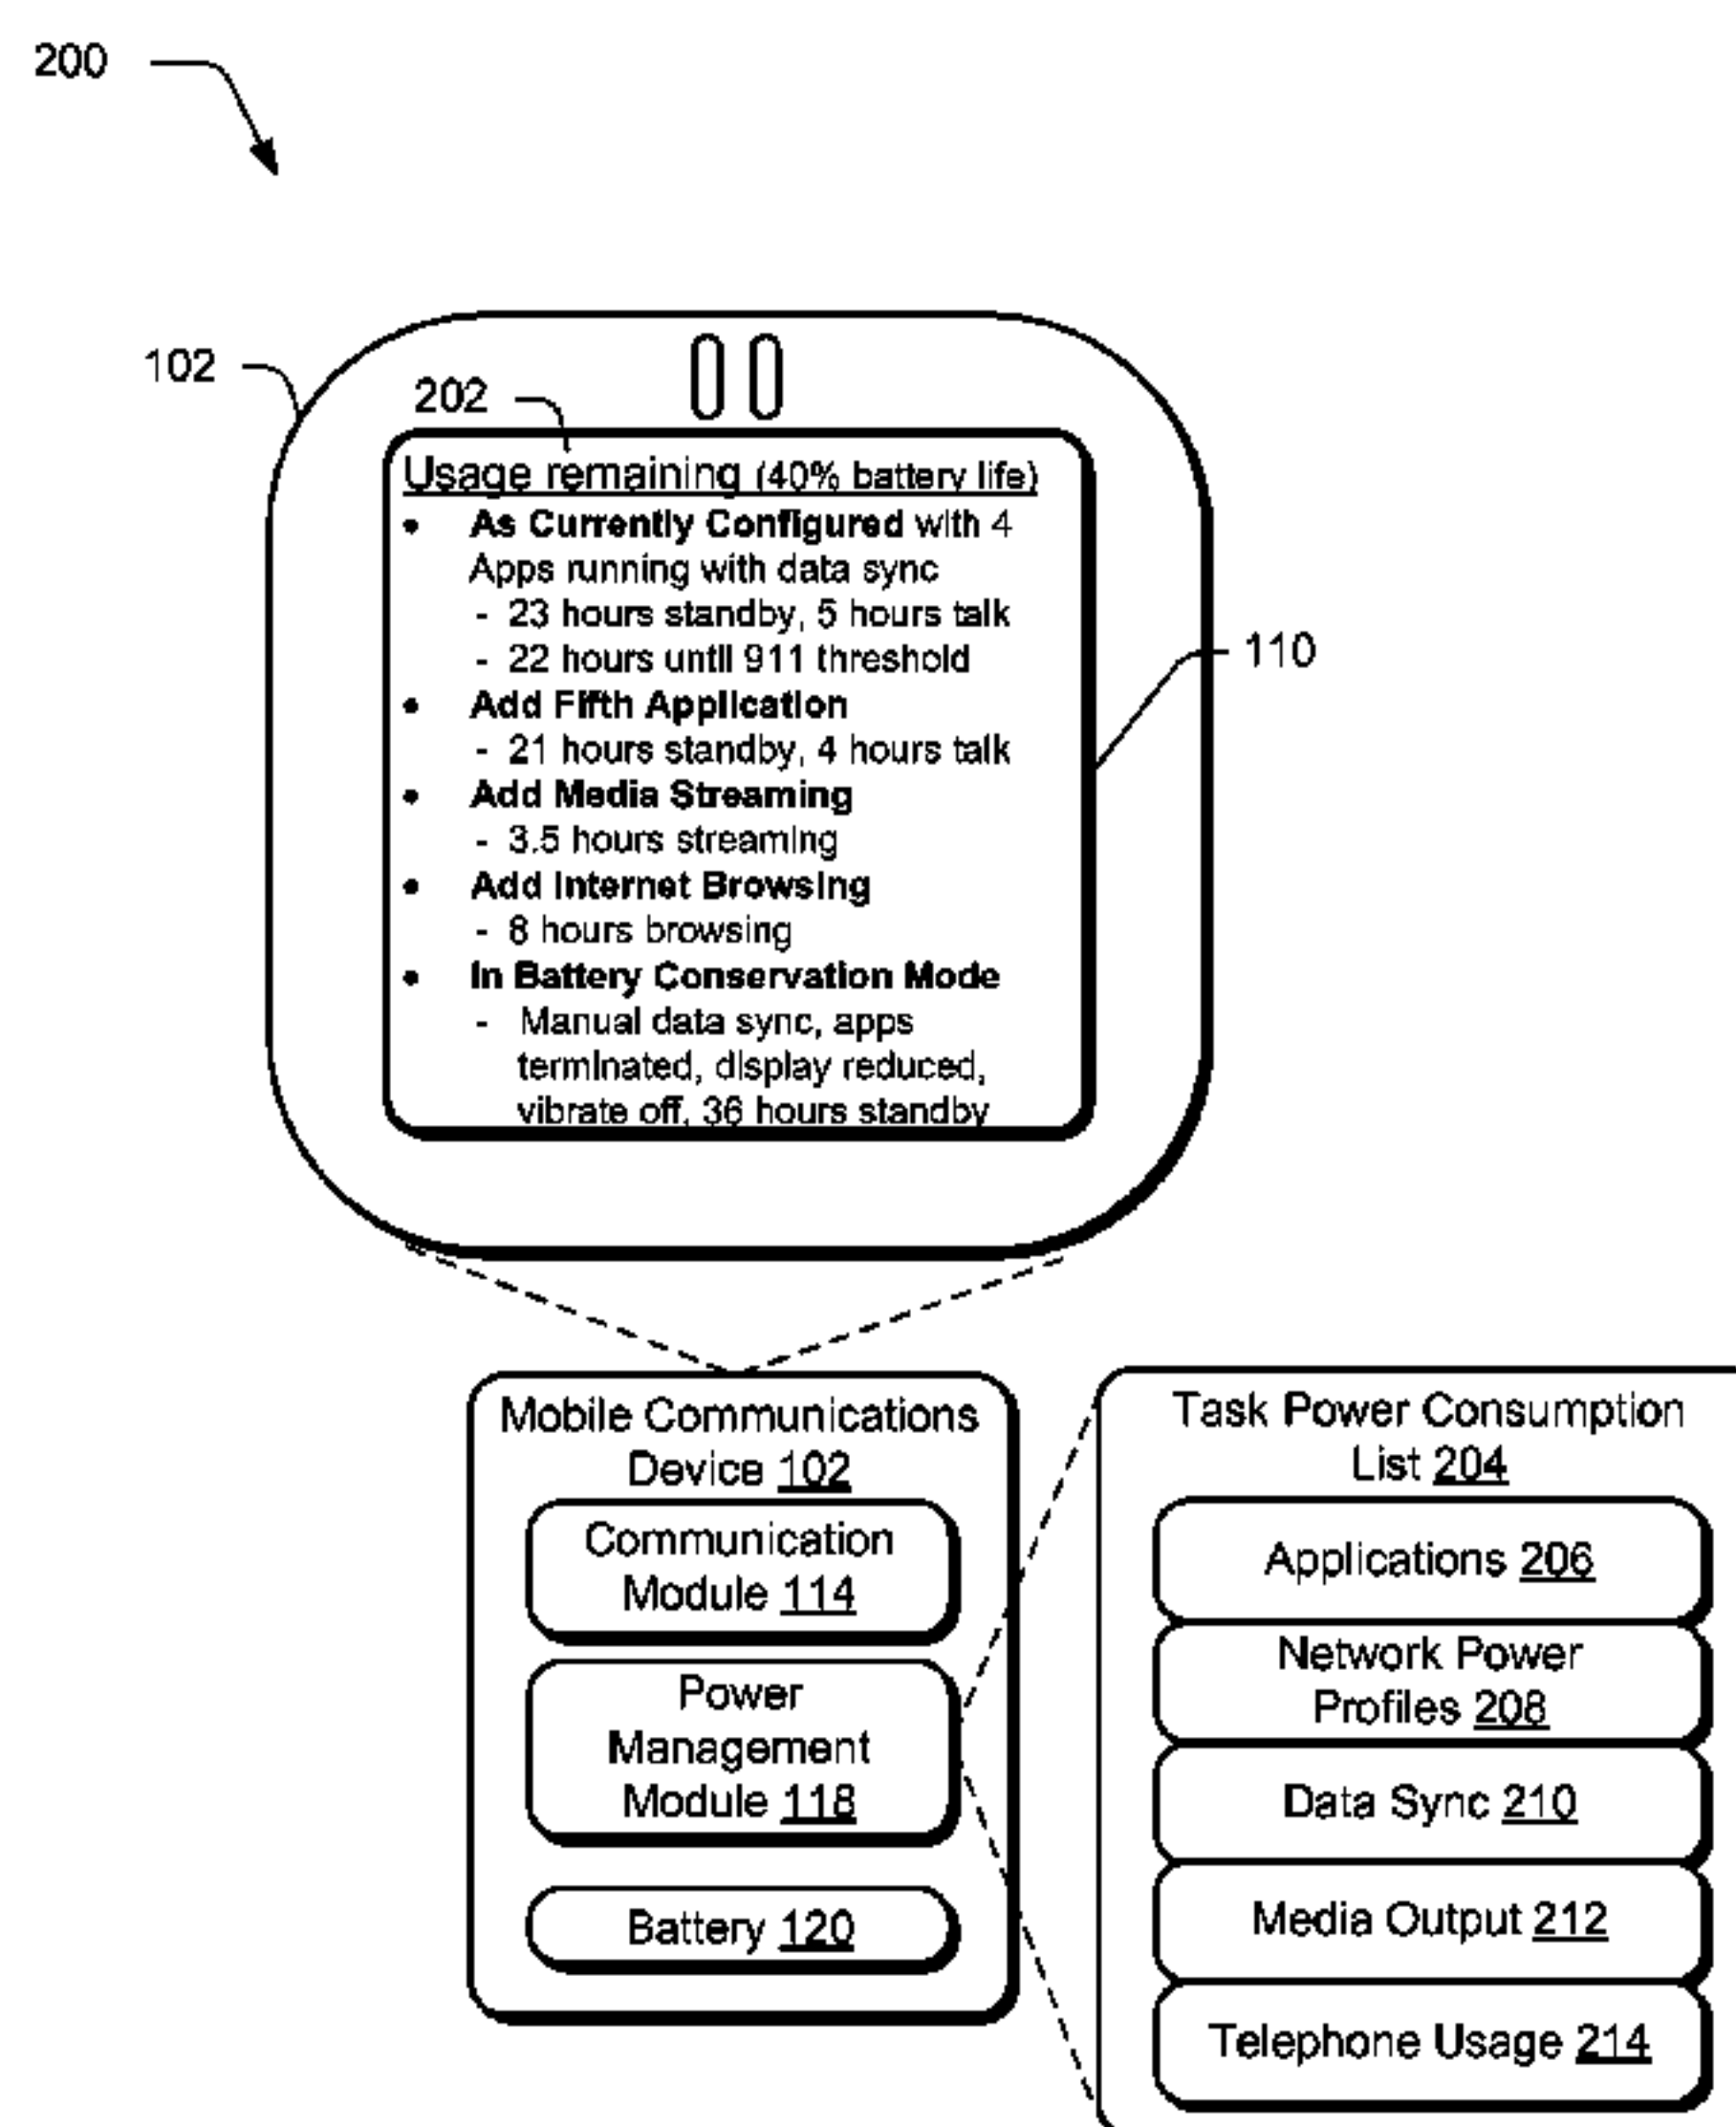 200
102
202
Usage remaining (40% battery life)
• As Currently Configured with 4
Apps running with data sync
- 23 hours standby, 5 hours talk
- 22 hours until 911 threshold
• Add Fifth Application
- 21 hours standby, 4 hours talk
• Add Media Streaming
- 3.5 hours streaming
• Add Internet Browsing
- 8 hours browsing
• In Battery Conservation Mode
- Manual data sync, apps
terminated, display reduced,
vibrate off, 36 hours standby
110
Mobile Communications
Device 102
Communication
Module 114
Power
Management
Module 118
Battery 120
Task Power Consumption
List 204
Applications 206
Network Power
Profiles 208
Data Sync 210
Media Output 212
Telephone Usage 214